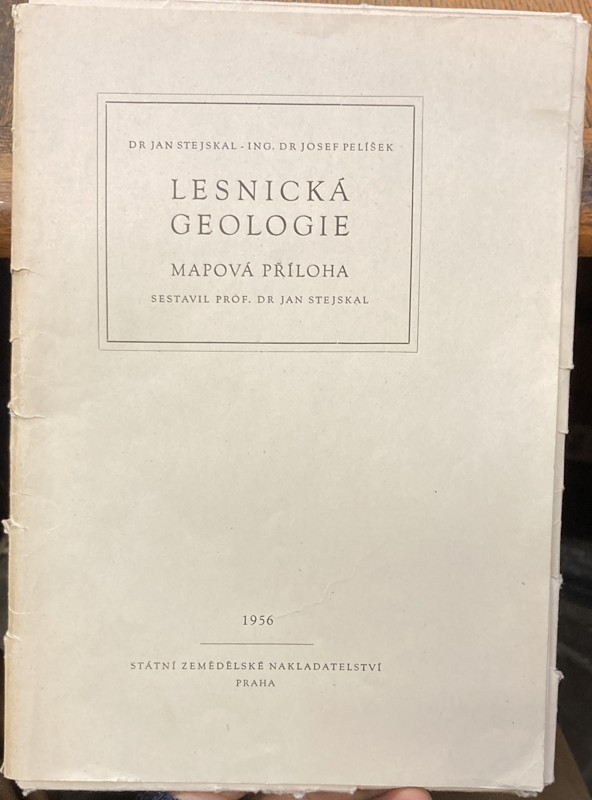 DR JAN STEJSKAL - ING. DR JOSEF PELÍŠEK
LESNICKÁ
GEOLOGIE
MAPOVÁ PŘÍLOHA
SESTAVIL PROF. DR JAN STEJSKAL
1956
STÁTNÍ ZEMĚDĚLSKÉ NAKLADATELSTVÍ
PRAHA